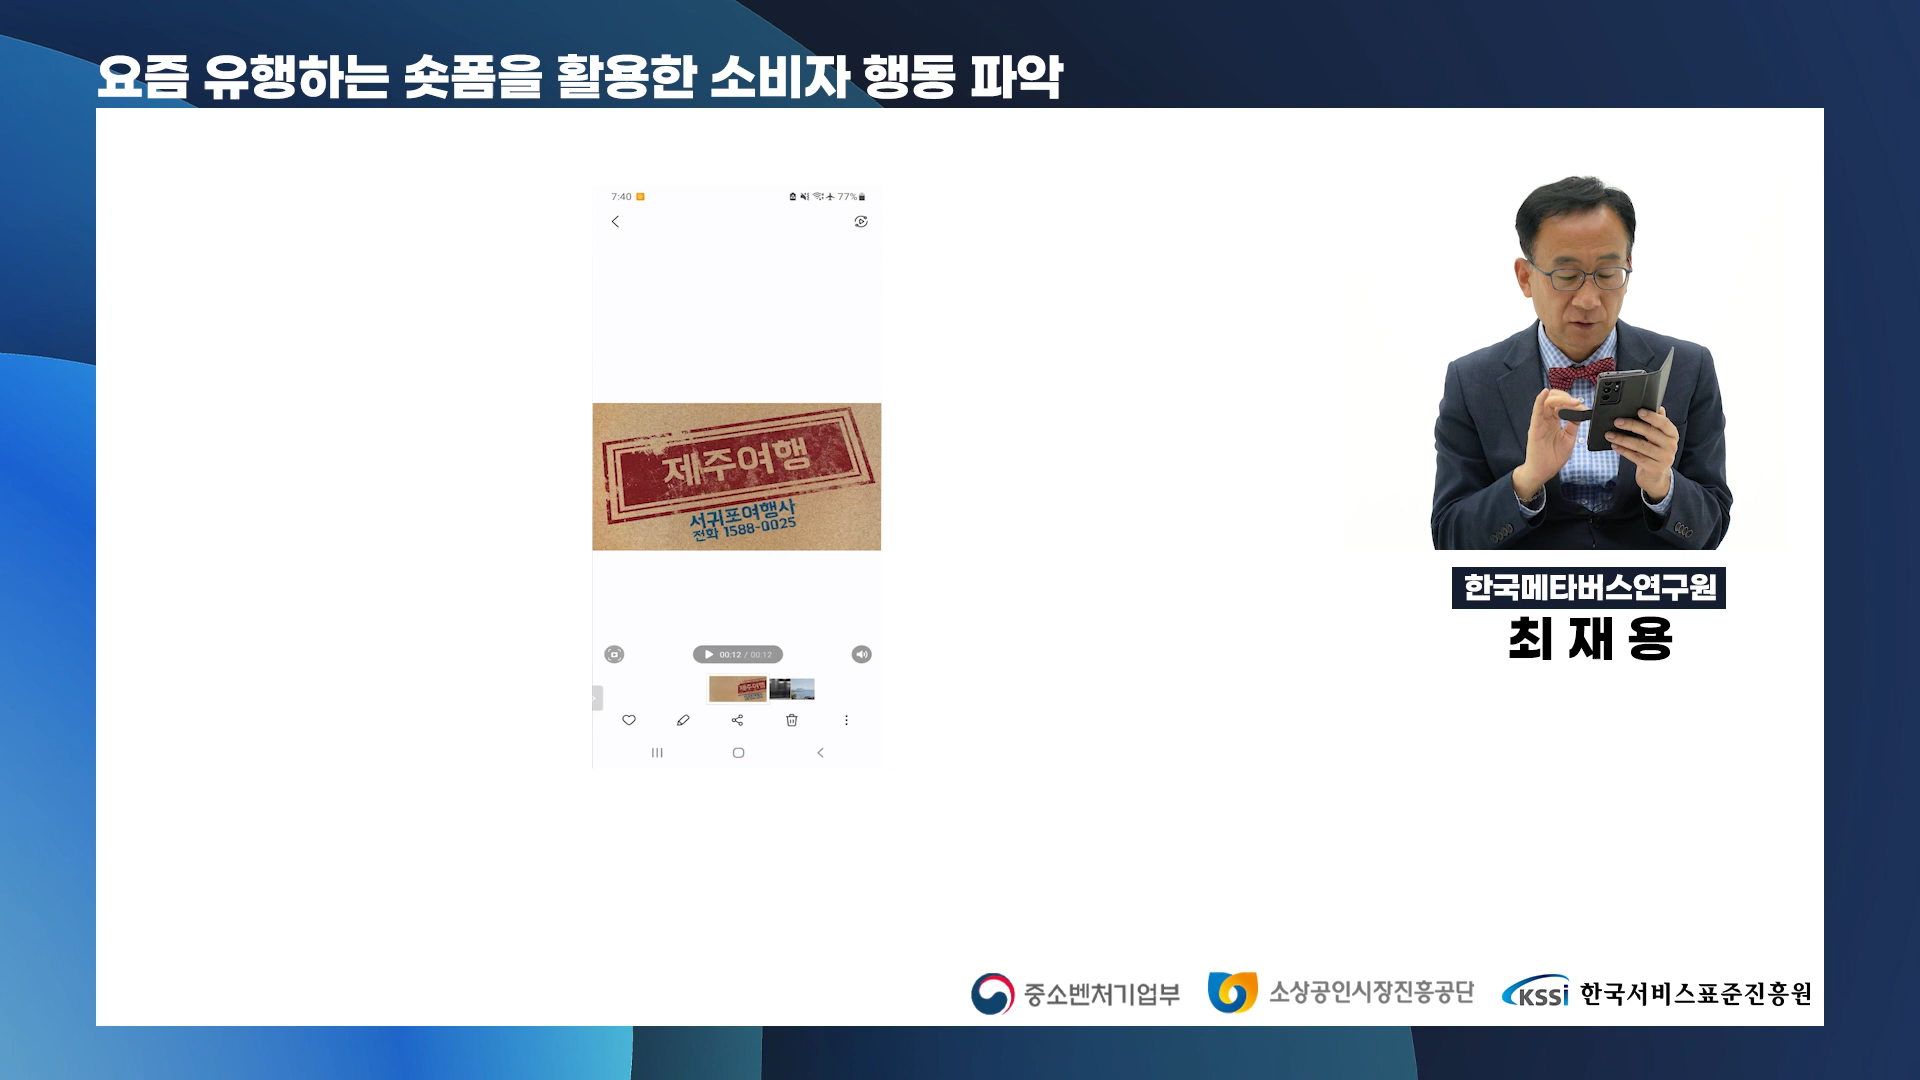 요즘 유행하는 숏폼을 활용한 소비자 행동 파악
7:40
77%
제주여행
서귀포여행사
전화 1588-0025
00:12 / 00:12
제주여행
한국메타버스연구원
최재용
중소벤처기업부
소상공인시장진흥공단
KSSi 한국서비스표준진흥원